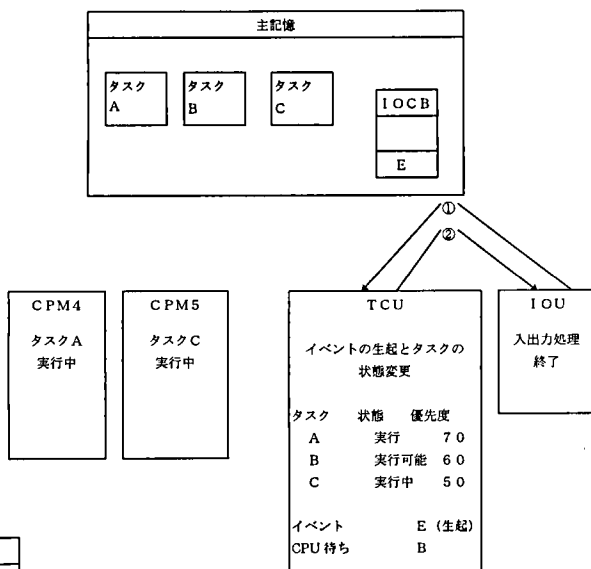 主記憶
タスク
A
タスク
B
タスク
C
IOCB
E
①
②
CPM4
タスクA
実行中
CPM5
タスクC
実行中
TCU
イベントの生起とタスクの
状態変更
タスク 状態 優先度
A 実行 70
B 実行可能 60
C 実行中 50
イベント E (生起)
CPU待ち B
IOU
入出力処理
終了